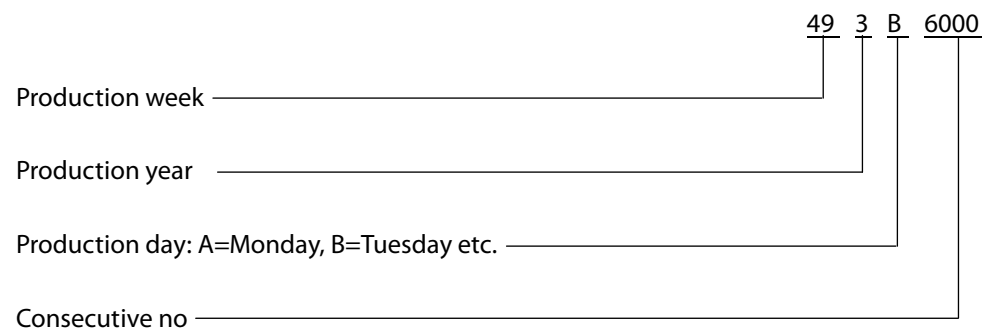 49 3 B 6000
Production week
Production year
Production day: A=Monday, B=Tuesday etc.
Consecutive no